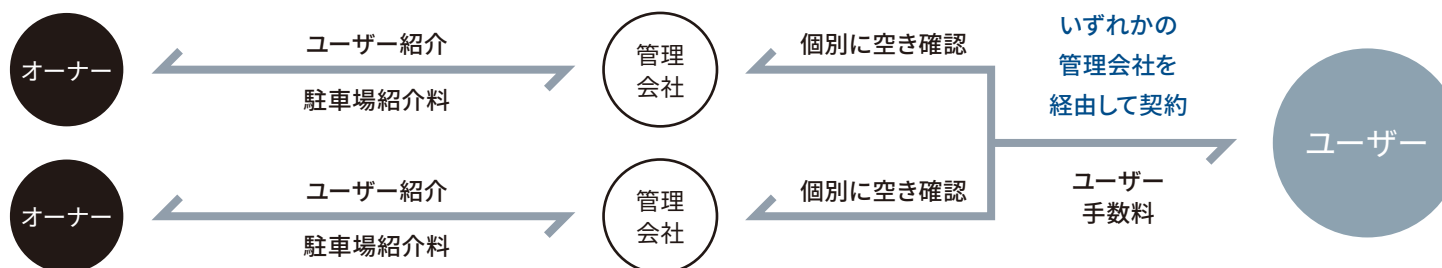 オーナー
ユーザー紹介
駐車場紹介料
管理
会社
個別に空き確認
オーナー
ユーザー紹介
駐車場紹介料
管理
会社
個別に空き確認
いずれかの
管理会社を
経由して契約
ユーザー
手数料
ユーザー